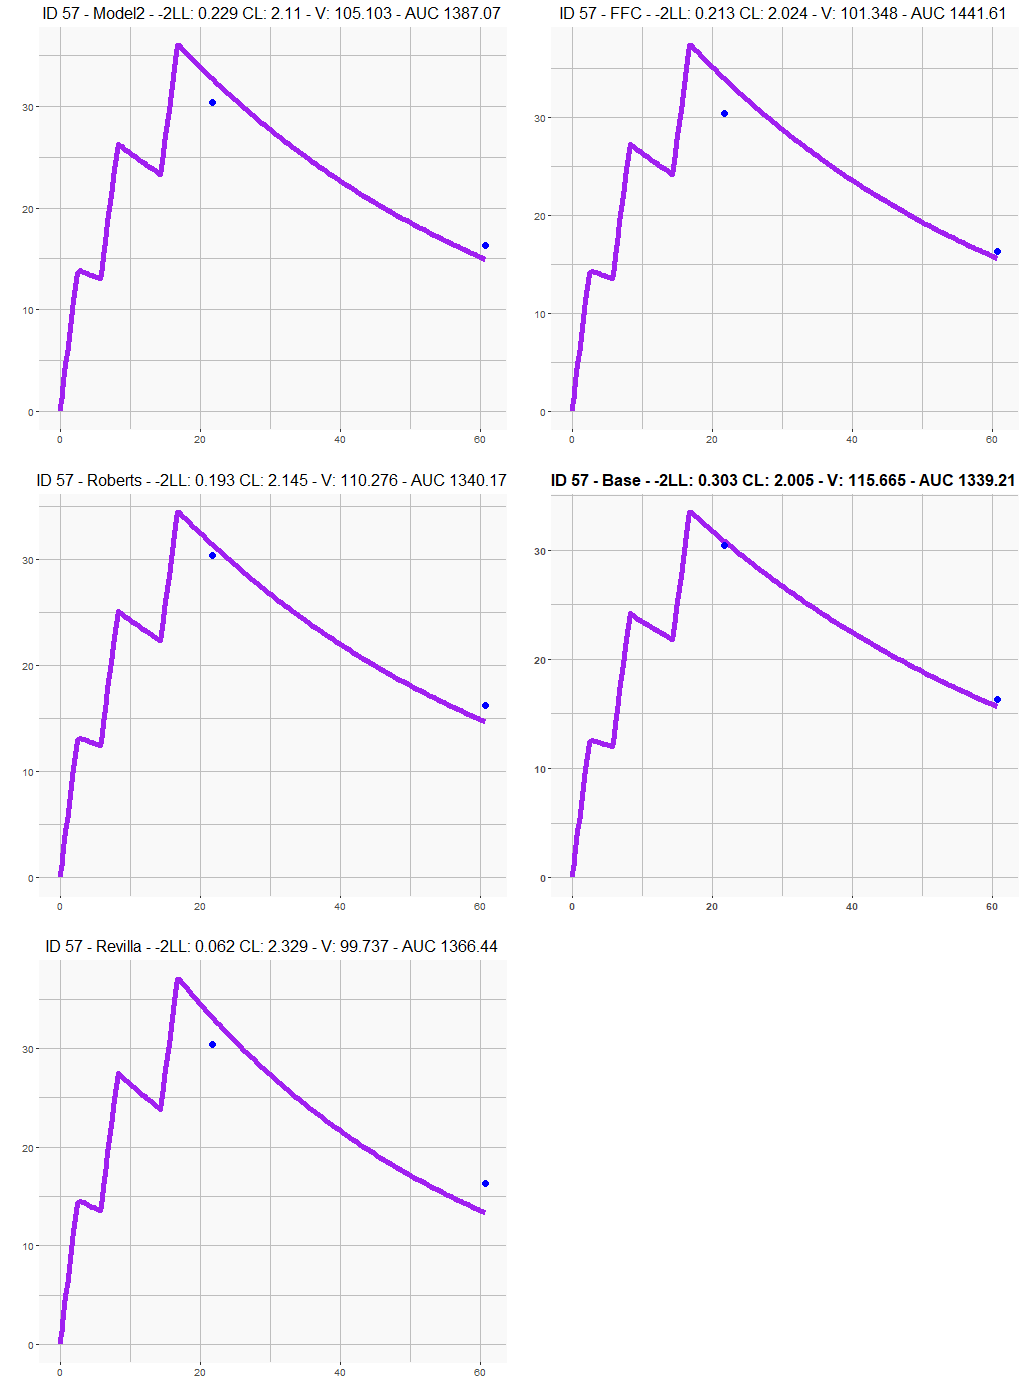 ID 57 - Model2 - -2LL: 0.229 CL: 2.11 - V: 105.103 - AUC 1387.07
30
20
10
0
0 20 40 60
ID 57 - FFC - -2LL: 0.213 CL: 2.024 - V: 101.348 - AUC 1441.61
30
20
10
0
0 20 40 60
ID 57 - Roberts - -2LL: 0.193 CL: 2.145 - V: 110.276 - AUC 1340.17
30
20
10
0
0 20 40 60
ID 57 - Base - -2LL: 0.303 CL: 2.005 - V: 115.665 - AUC 1339.21
30
20
10
0
0 20 40 60
ID 57 - Revilla - -2LL: 0.062 CL: 2.329 - V: 99.737 - AUC 1366.44
30
20
10
0
0 20 40 60